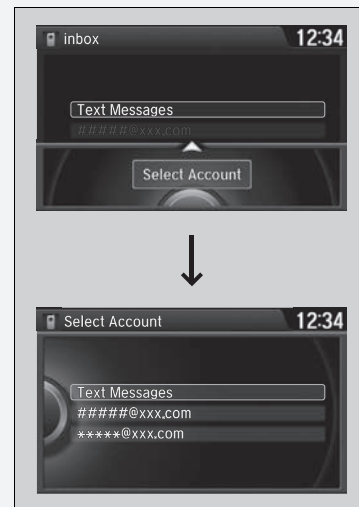 inbox 12:34
Text Messages
#####@xxx.com
Select Account
Select Account 12:34
Text Messages
#####@xxx.com
*****@xxx.com